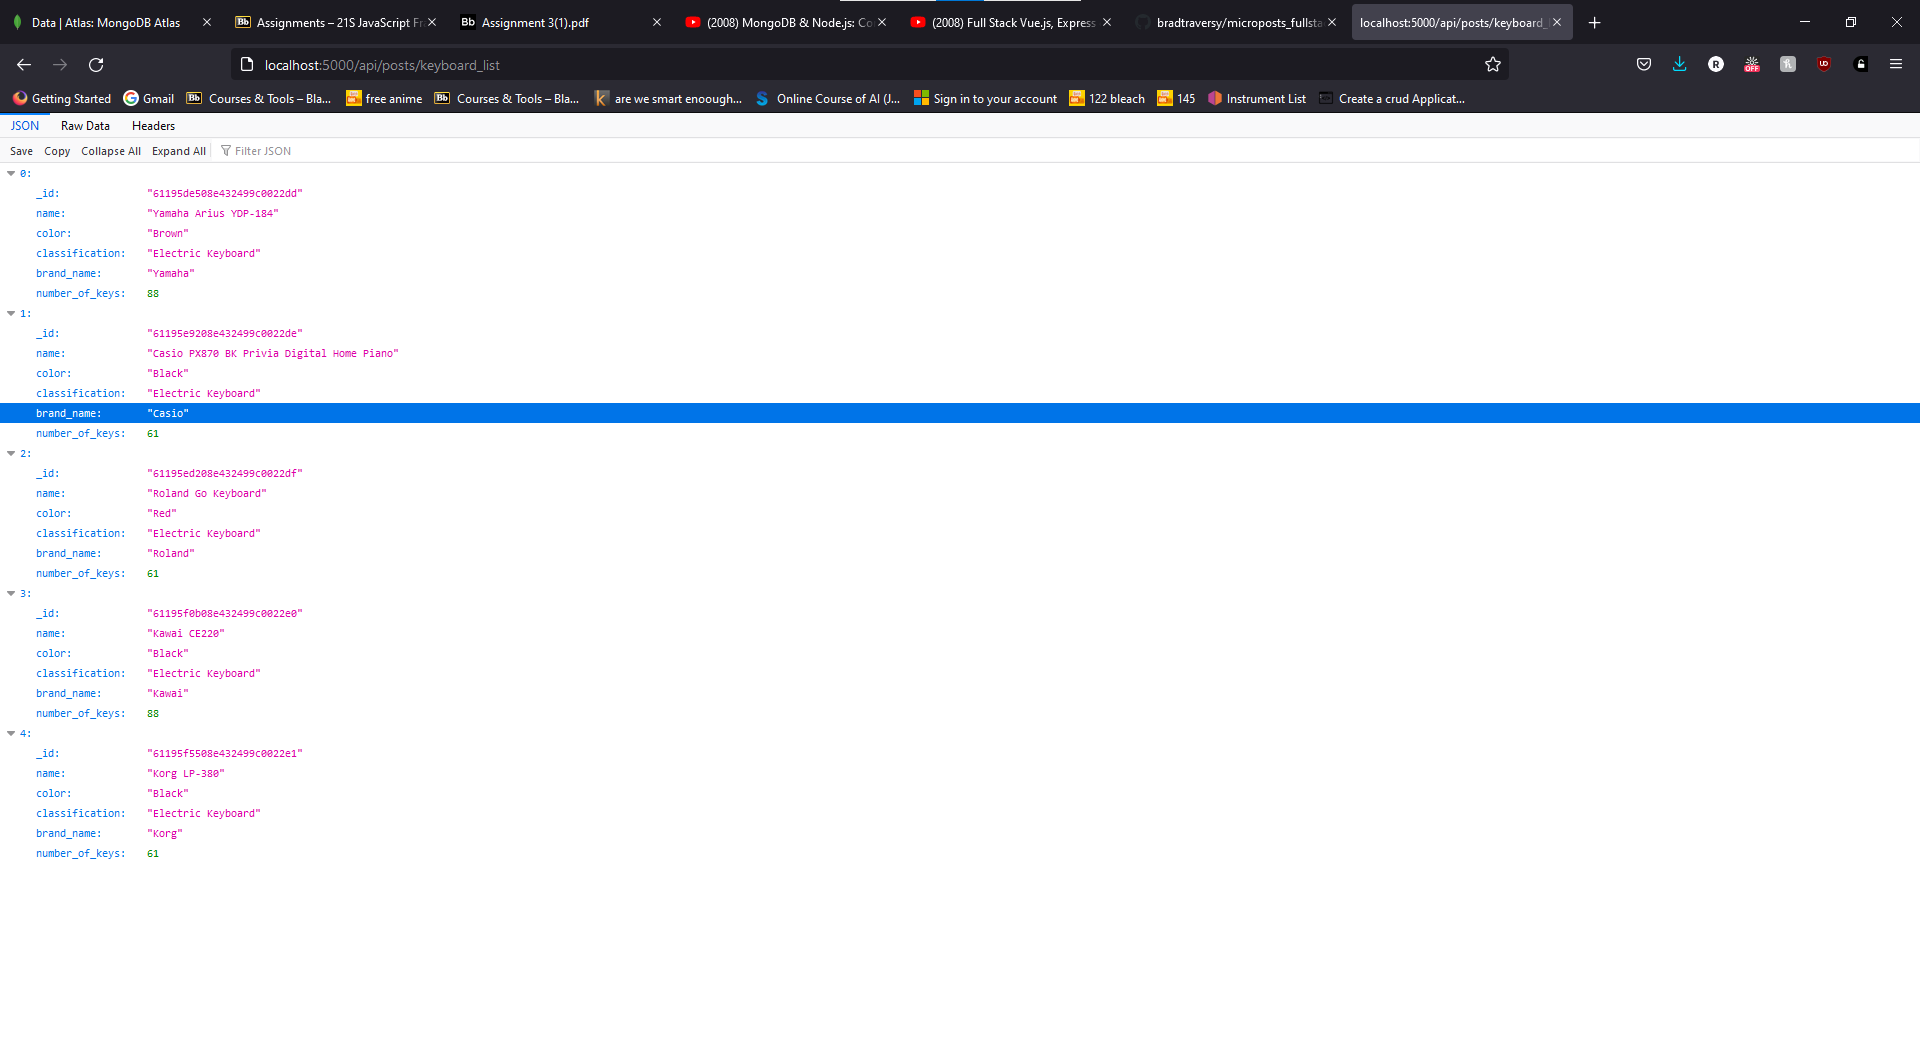 Data | Atlas: MongoDB Atlas
Assignments – 21S JavaScript Fr
Assignment 3(1).pdf
(2008) MongoDB & Node.js: Co
(2008) Full Stack Vue.js, Express
bradtraversy/microposts_fullsta
localhost:5000/api/posts/keyboard_l
localhost:5000/api/posts/keyboard_list
Getting Started
Gmail
Courses & Tools – Bla...
free anime
Courses & Tools – Bla...
are we smart enoough...
Online Course of AI (J...
Sign in to your account
122 bleach
145
Instrument List
Create a crud Applicat...
JSON Raw Data Headers
Save Copy Collapse All Expand All Filter JSON
0:
_id: "61195de508e432499c0022dd"
name: "Yamaha Arius YDP-184"
color: "Brown"
classification: "Electric Keyboard"
brand_name: "Yamaha"
number_of_keys: 88
1:
_id: "61195e9208e432499c0022de"
name: "Casio PX870 BK Privia Digital Home Piano"
color: "Black"
classification: "Electric Keyboard"
brand_name: "Casio"
number_of_keys: 61
2:
_id: "61195ed208e432499c0022df"
name: "Roland Go Keyboard"
color: "Red"
classification: "Electric Keyboard"
brand_name: "Roland"
number_of_keys: 61
3:
_id: "61195f0b08e432499c0022e0"
name: "Kawai CE220"
color: "Black"
classification: "Electric Keyboard"
brand_name: "Kawai"
number_of_keys: 88
4:
_id: "61195f5508e432499c0022e1"
name: "Korg LP-380"
color: "Black"
classification: "Electric Keyboard"
brand_name: "Korg"
number_of_keys: 61